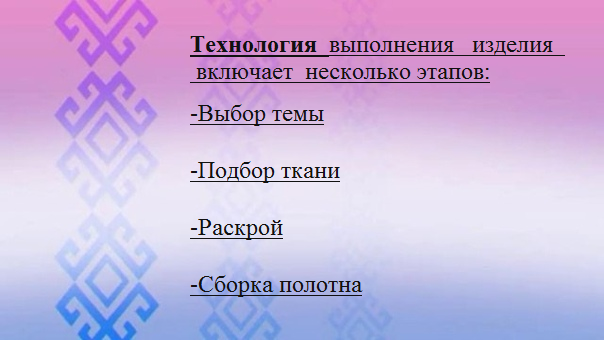 Технология выполнения изделия
включает несколько этапов:
-Выбор темы
-Подбор ткани
-Раскрой
-Сборка полотна